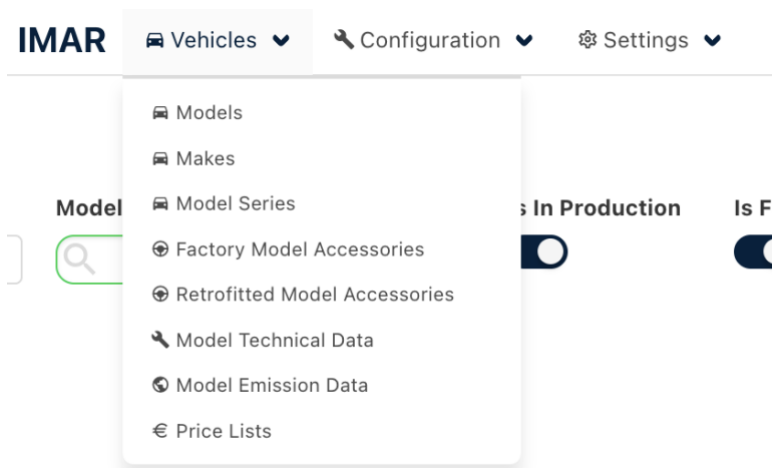 IMAR Vehicles Configuration Settings
Models
Makes
Model Series
Factory Model Accessories
Retrofitted Model Accessories
Model Technical Data
Model Emission Data
€ Price Lists
Model In Production Is